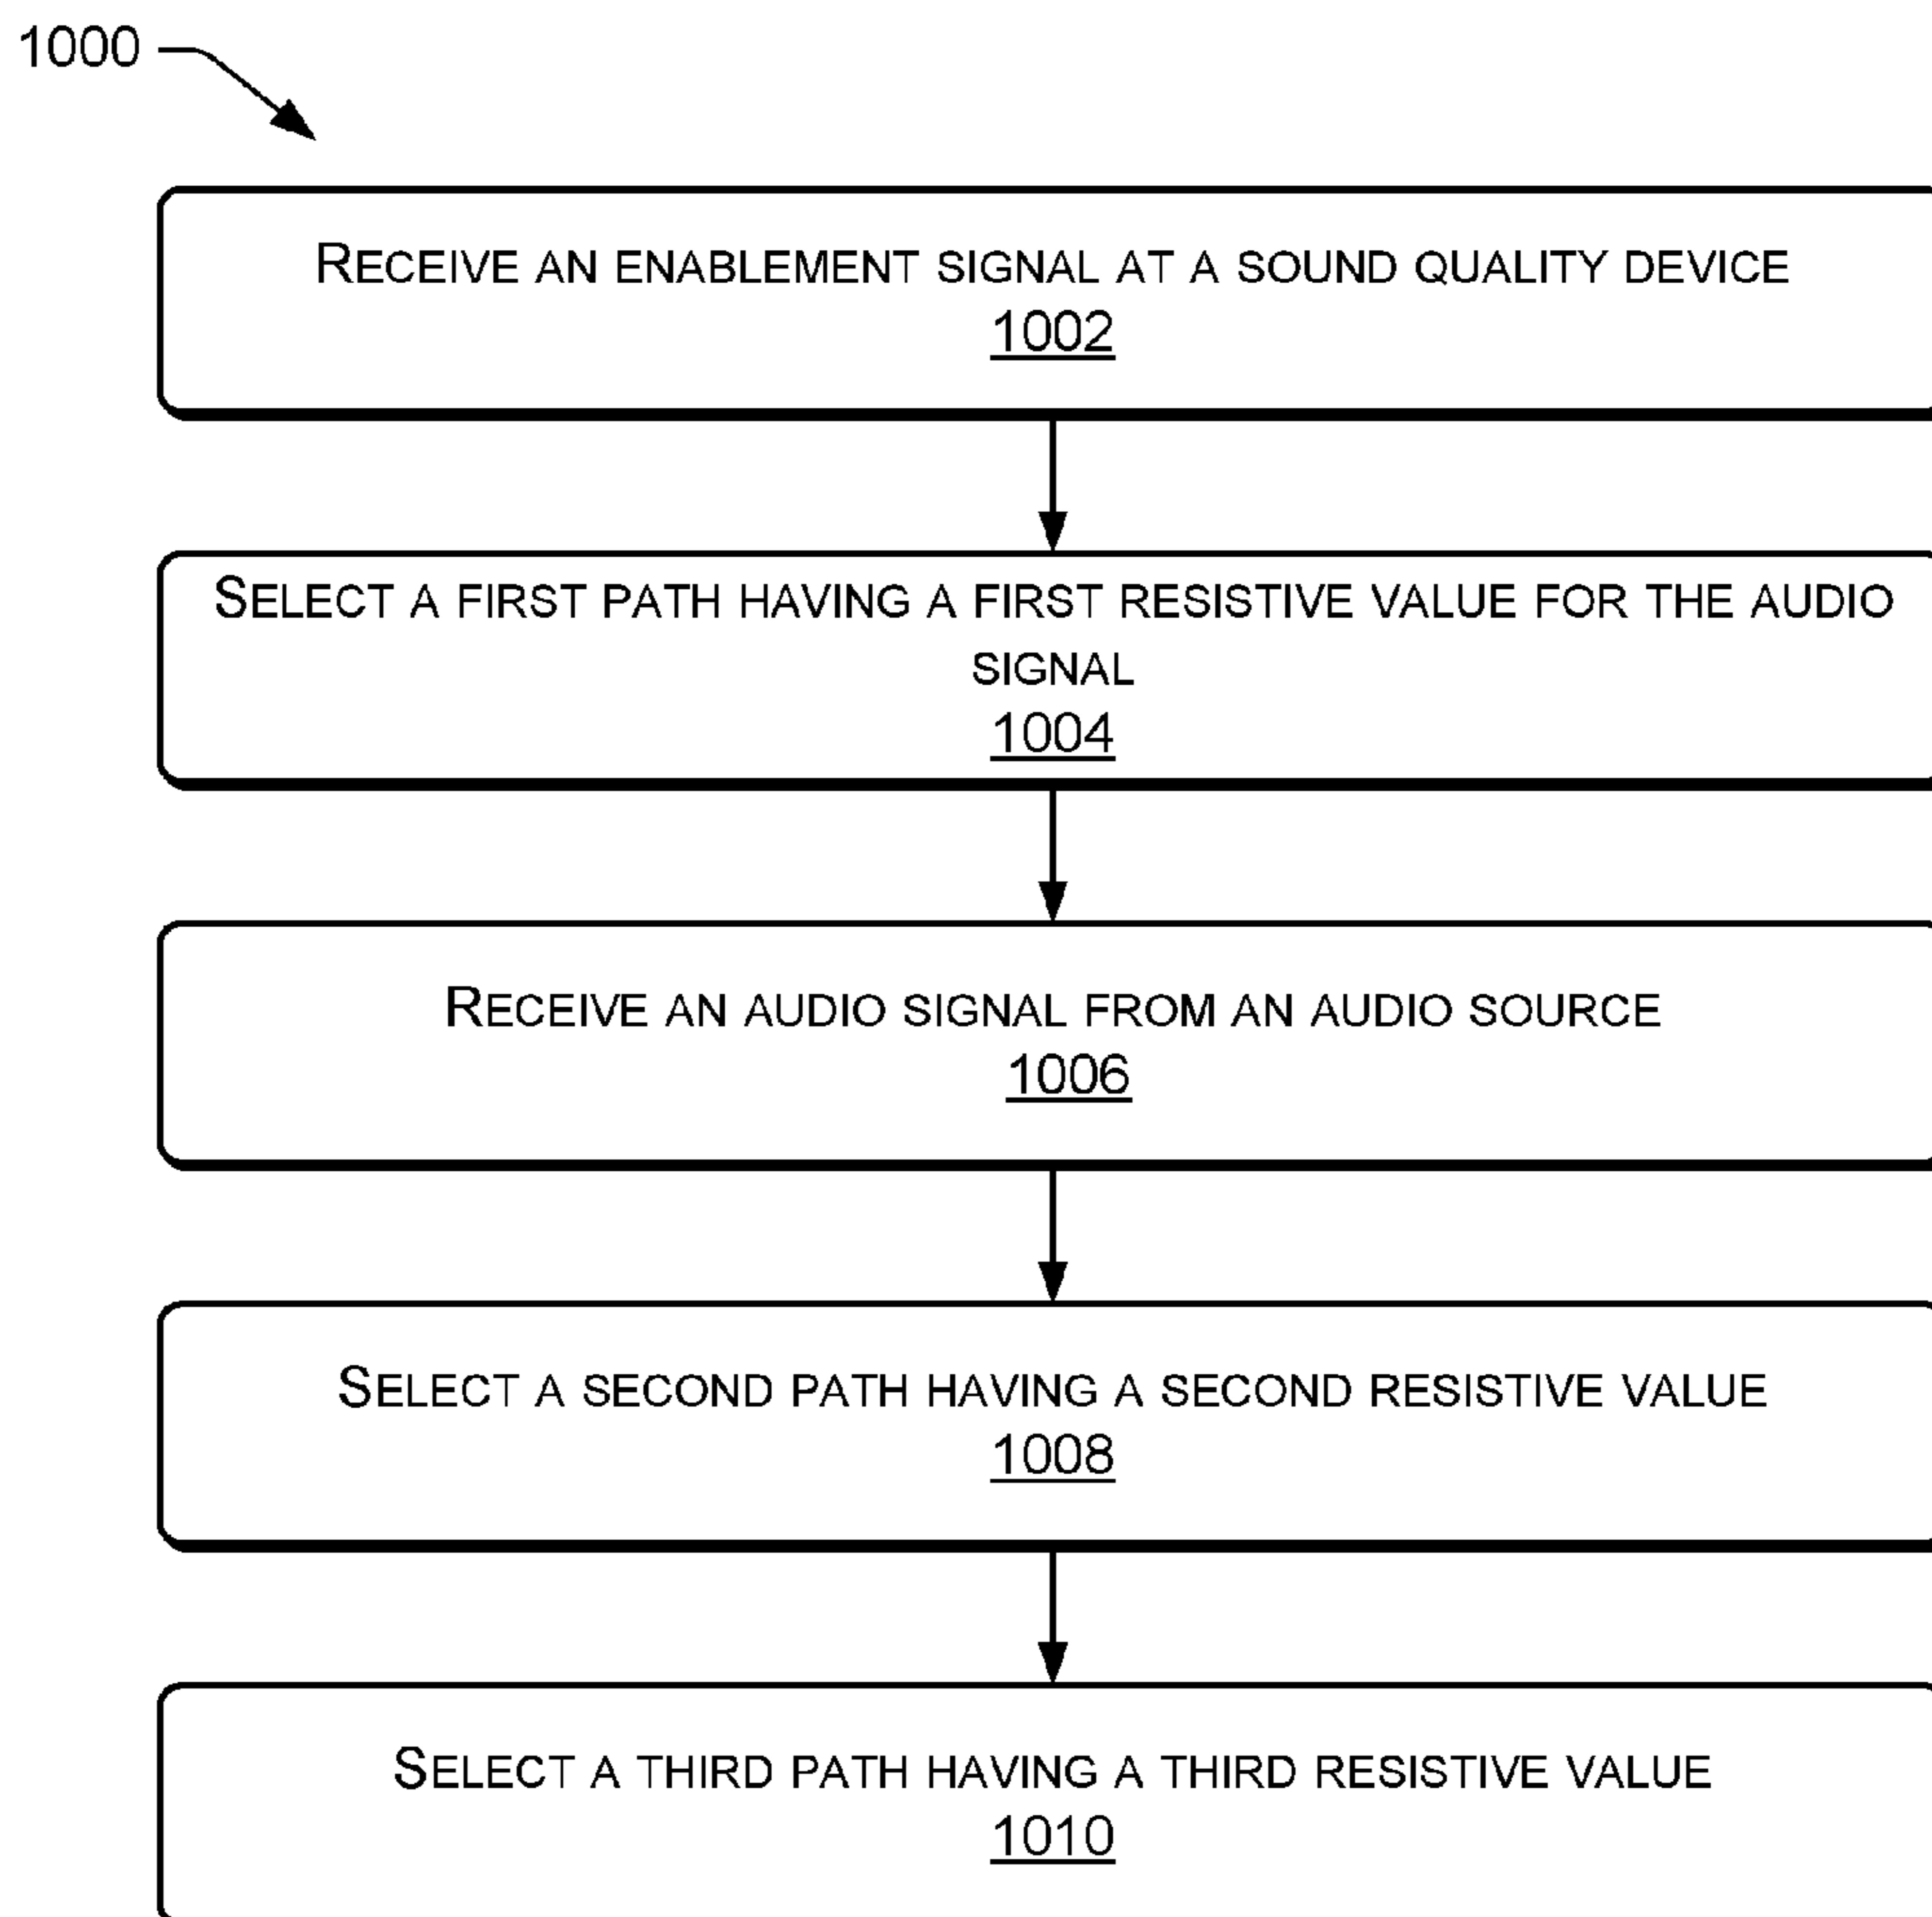 1000
RECEIVE AN ENABLEMENT SIGNAL AT A SOUND QUALITY DEVICE
1002
SELECT A FIRST PATH HAVING A FIRST RESISTIVE VALUE FOR THE AUDIO
SIGNAL
1004
RECEIVE AN AUDIO SIGNAL FROM AN AUDIO SOURCE
1006
SELECT A SECOND PATH HAVING A SECOND RESISTIVE VALUE
1008
SELECT A THIRD PATH HAVING A THIRD RESISTIVE VALUE
1010